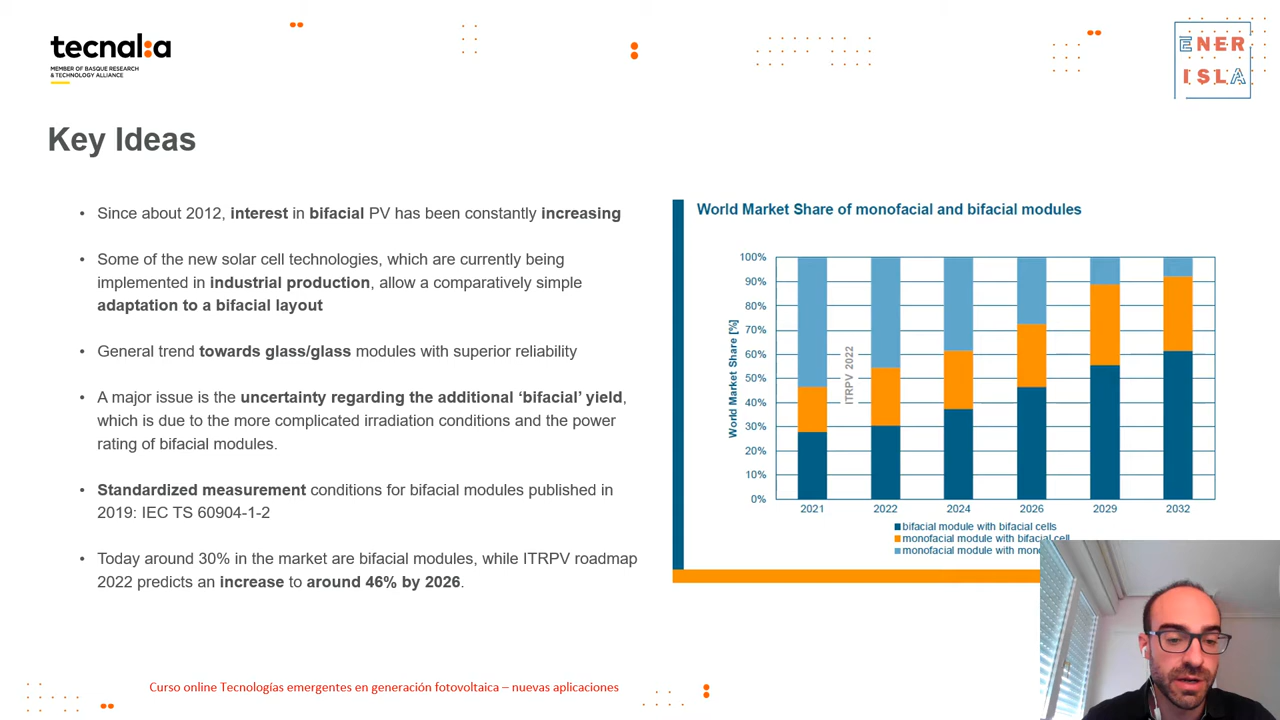 tecnalia
MEMBER OF BASQUE RESEARCH
& TECHNOLOGY ALLIANCE
ENER
ISLA
Key Ideas
• Since about 2012, interest in bifacial PV has been constantly increasing
• Some of the new solar cell technologies, which are currently being
implemented in industrial production, allow a comparatively simple
adaptation to a bifacial layout
• General trend towards glass/glass modules with superior reliability
• A major issue is the uncertainty regarding the additional ‘bifacial’ yield,
which is due to the more complicated irradiation conditions and the power
rating of bifacial modules.
• Standardized measurement conditions for bifacial modules published in
2019: IEC TS 60904-1-2
• Today around 30% in the market are bifacial modules, while ITRPV roadmap
2022 predicts an increase to around 46% by 2026.
World Market Share of monofacial and bifacial modules
World Market Share [%]
100%
90%
80%
70%
60%
50%
40%
30%
20%
10%
0%
ITRPV 2022
2021 2022 2024 2026 2029 2032
bifacial module with bifacial cells
monofacial module with bifacial cell
monofacial module with
Curso online Tecnologías emergentes en generación fotovoltaica – nuevas aplicaciones